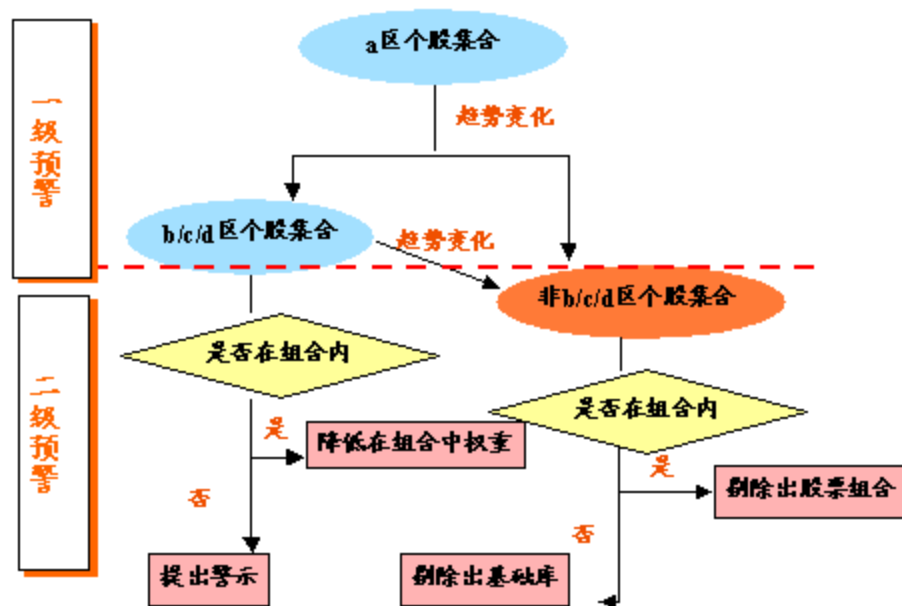 a区个股集合
一级预警
趋势变化
b/c/d区个股集合
趋势变化
非b/c/d区个股集合
二级预警
是否在组合内
是否在组合内
是
降低在组合中权重
是
剔除出股票组合
否
否
提出警示
剔除出基础库